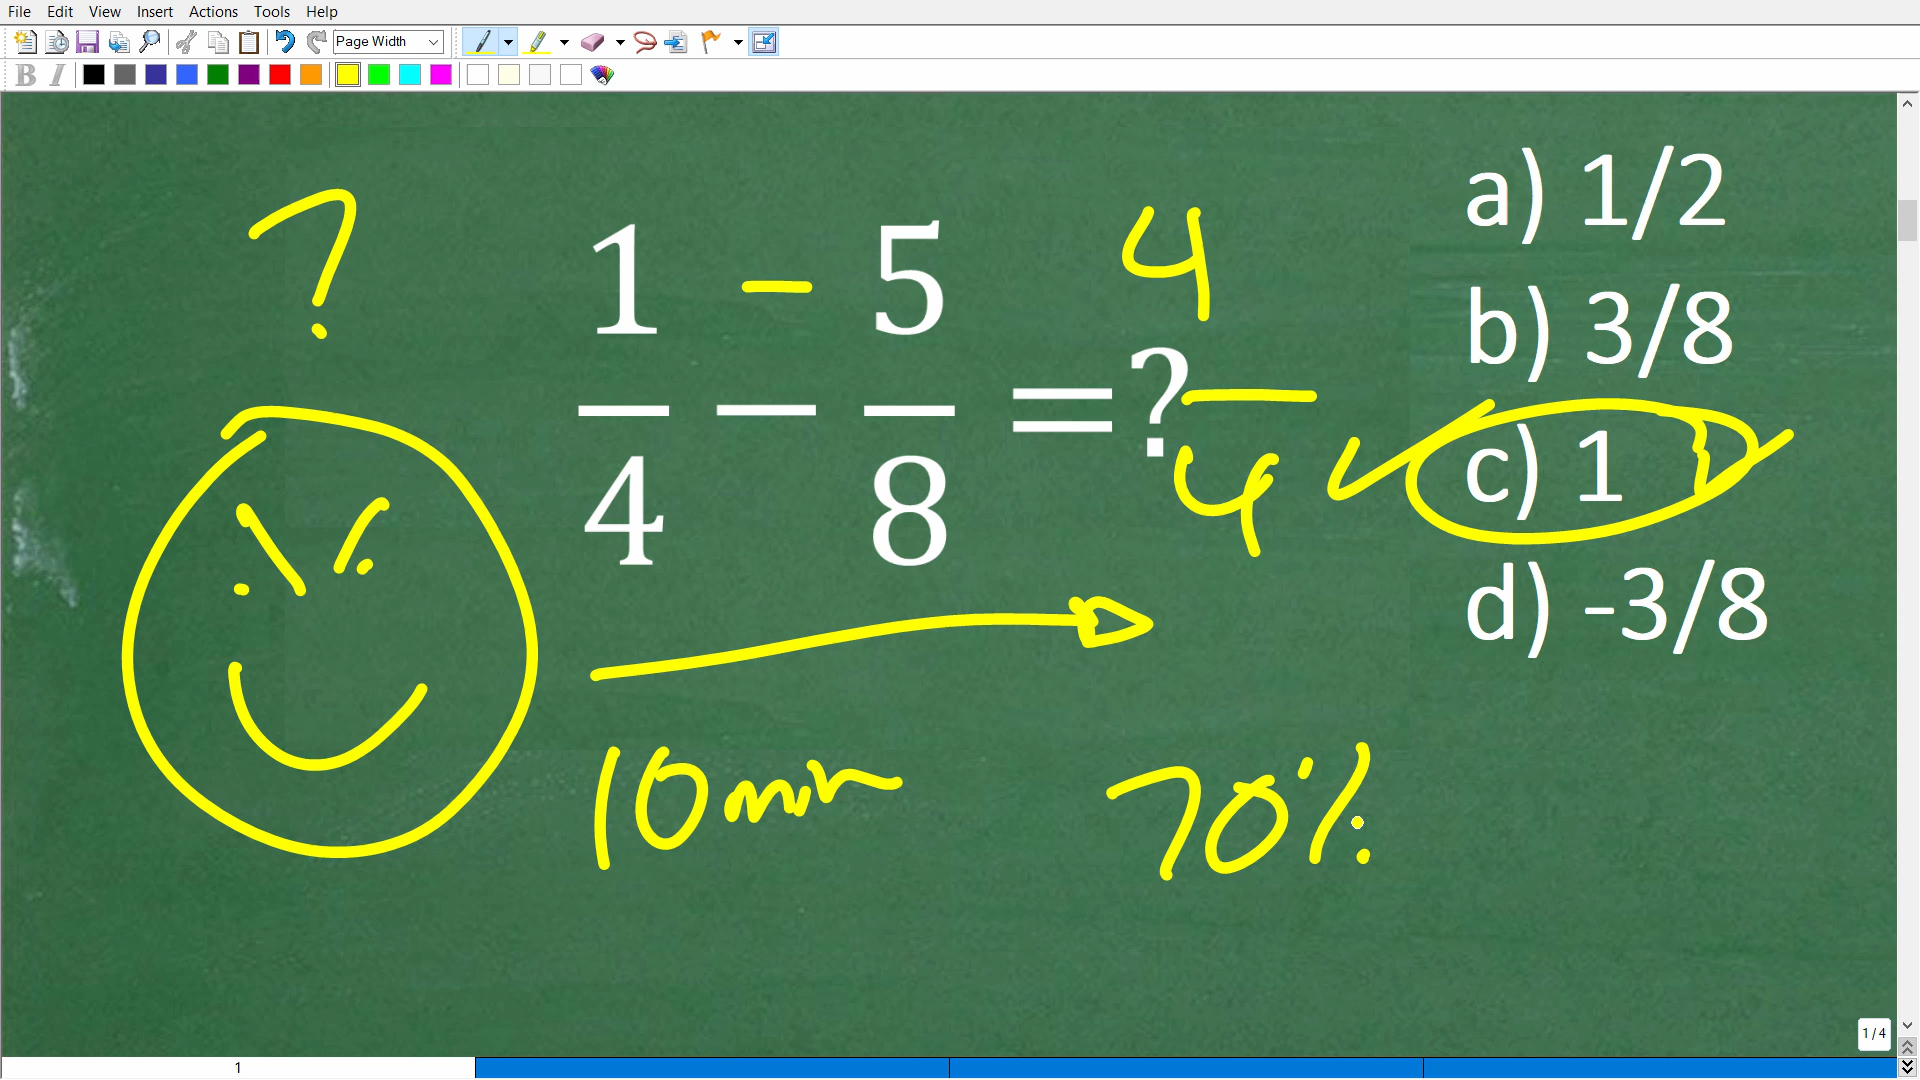 File Edit View Insert Actions Tools Help
Page Width
B I
?
1 - 5
4
— — — = ?
4 8
4
a) 1/2
b) 3/8
c) 1
d) -3/8
10 min
70%
1 / 4
1